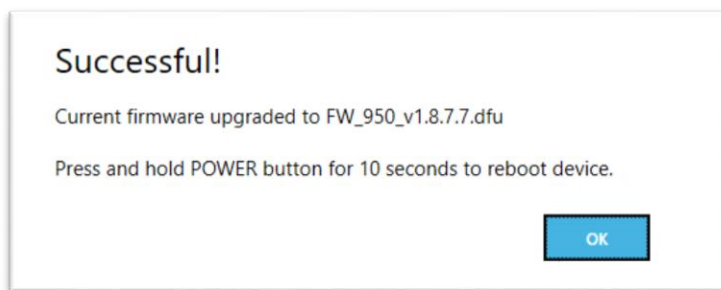 Successful!
Current firmware upgraded to FW_950_v1.8.7.7.dfu
Press and hold POWER button for 10 seconds to reboot device.
OK